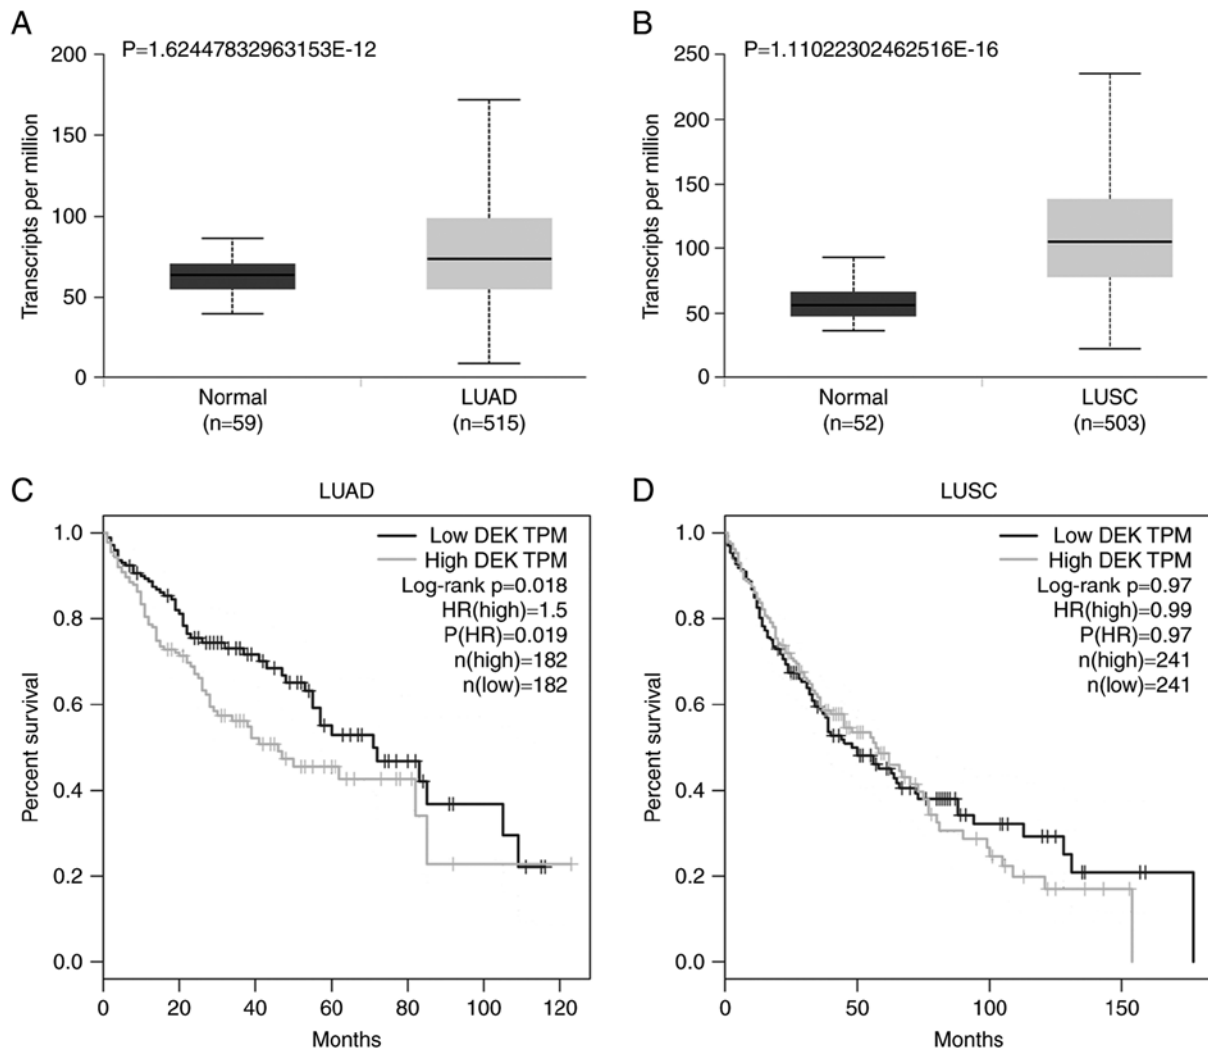 A
P=1.62447832963153E-12
Transcripts per million
200
150
100
50
0
Normal
(n=59)
LUAD
(n=515)
B
P=1.11022302462516E-16
Transcripts per million
250
200
150
100
50
0
Normal
(n=52)
LUSC
(n=503)
C
LUAD
Low DEK TPM
High DEK TPM
Log-rank p=0.018
HR(high)=1.5
P(HR)=0.019
n(high)=182
n(low)=182
Percent survival
1.0
0.8
0.6
0.4
0.2
0.0
0 20 40 60 80 100 120
Months
D
LUSC
Low DEK TPM
High DEK TPM
Log-rank p=0.97
HR(high)=0.99
P(HR)=0.97
n(high)=241
n(low)=241
Percent survival
1.0
0.8
0.6
0.4
0.2
0.0
0 50 100 150
Months